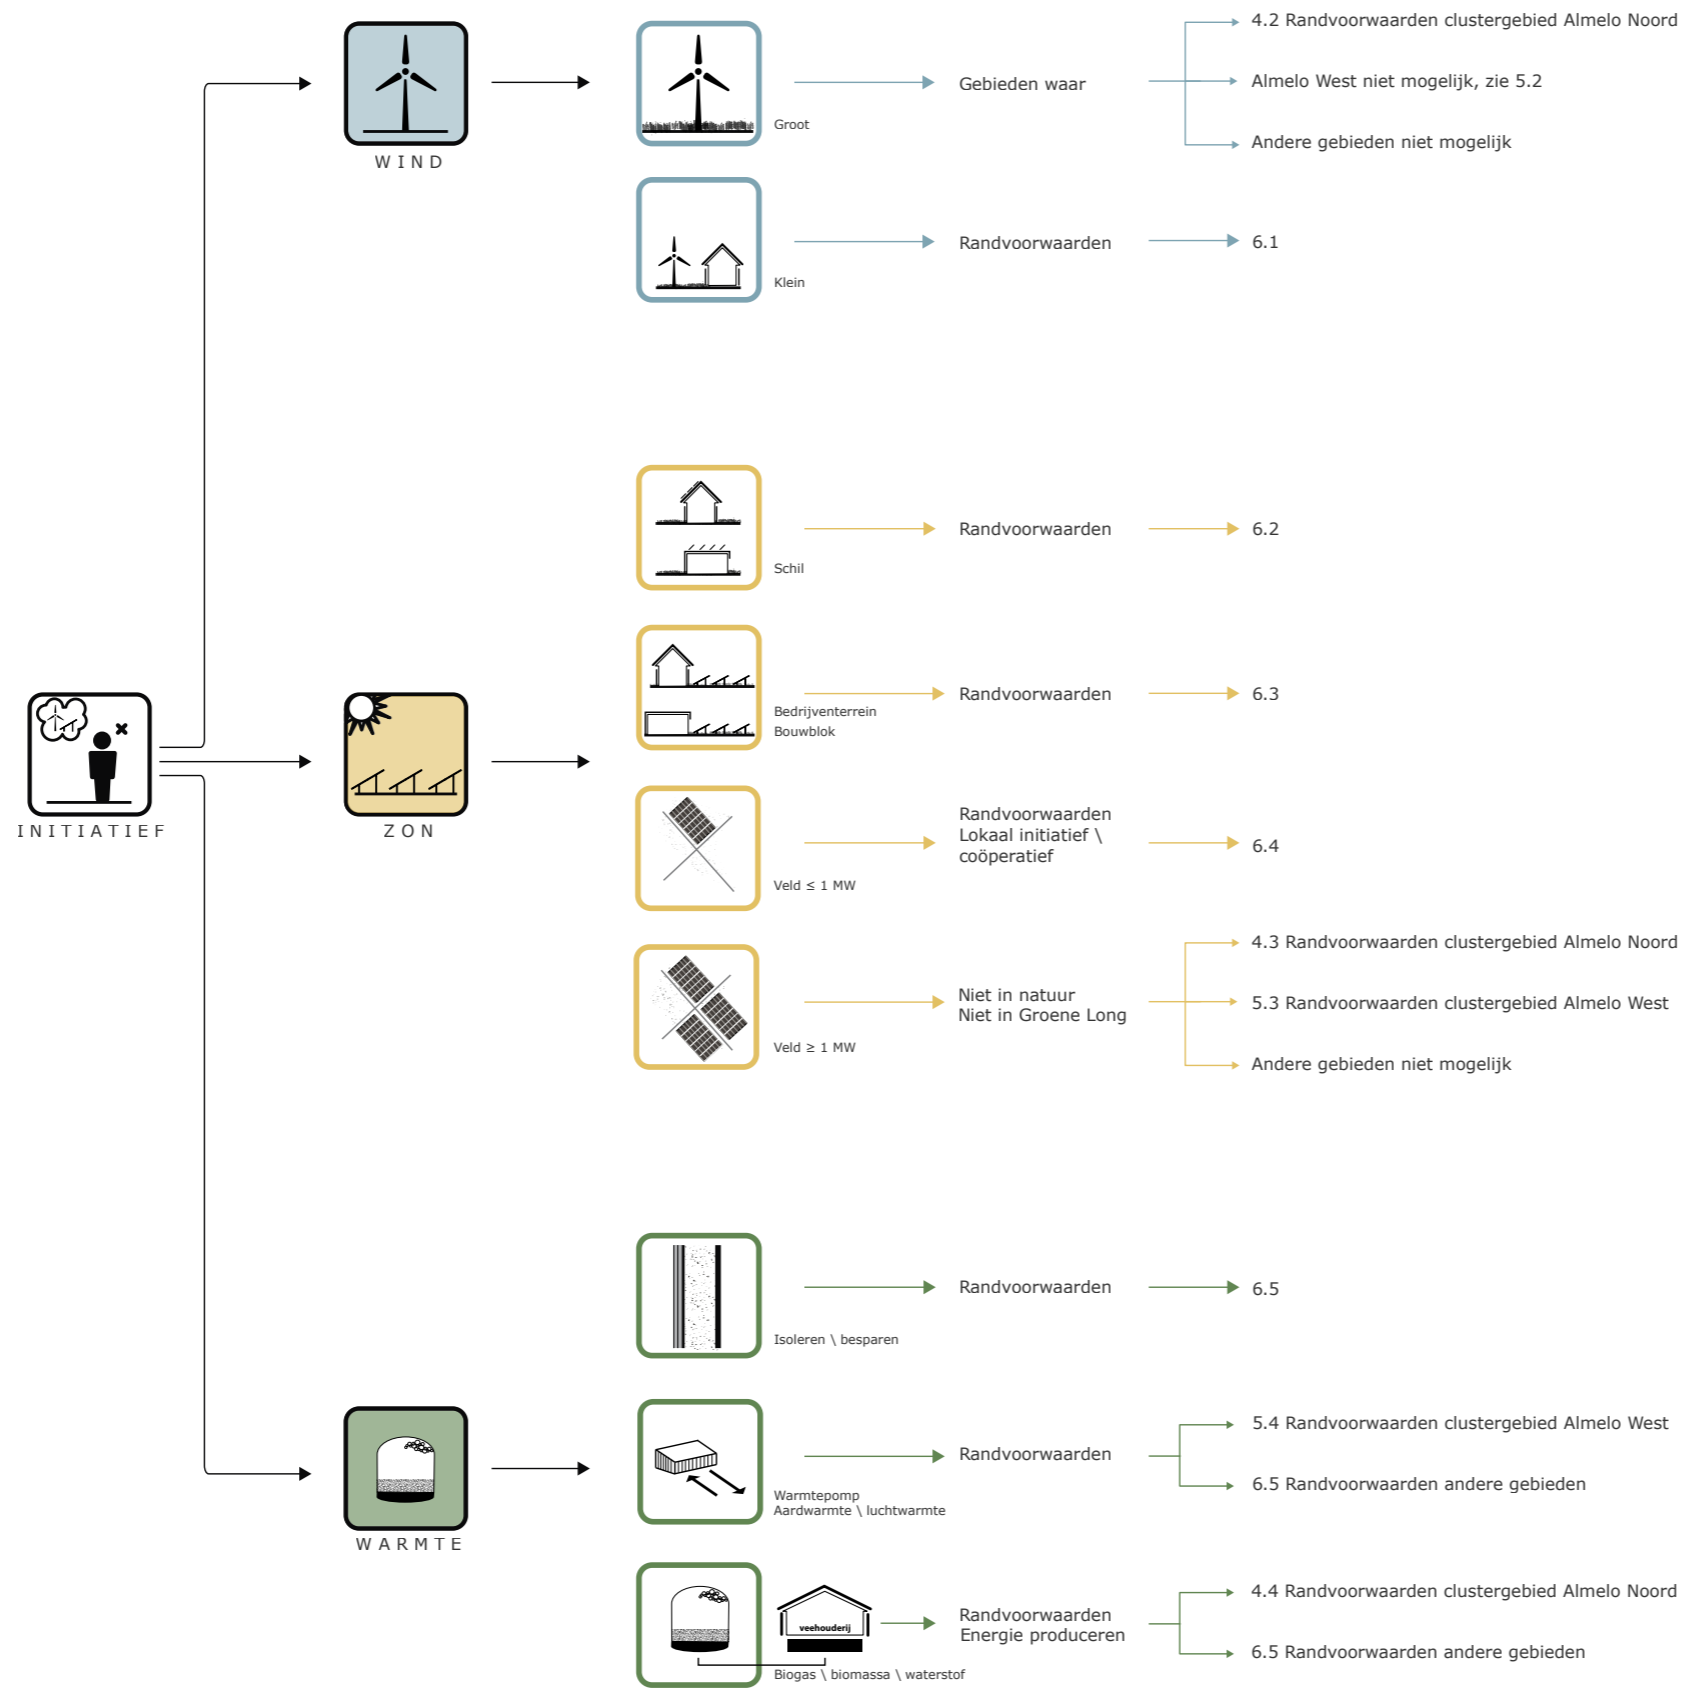 INITIATIEF
WIND
Groot
Gebieden waar
4.2 Randvoorwaarden clustergebied Almelo Noord
Almelo West niet mogelijk, zie 5.2
Andere gebieden niet mogelijk
Klein
Randvoorwaarden
6.1
ZON
Schil
Randvoorwaarden
6.2
Bedrijventerrein
Bouwblok
Randvoorwaarden
6.3
Veld ≤ 1 MW
Randvoorwaarden
Lokaal initiatief \
coöperatief
6.4
Veld ≥ 1 MW
Niet in natuur
Niet in Groene Long
4.3 Randvoorwaarden clustergebied Almelo Noord
5.3 Randvoorwaarden clustergebied Almelo West
Andere gebieden niet mogelijk
WARMTE
Isoleren \ besparen
Randvoorwaarden
6.5
Warmtepomp
Aardwarmte \ luchtwarmte
Randvoorwaarden
5.4 Randvoorwaarden clustergebied Almelo West
6.5 Randvoorwaarden andere gebieden
veehouderij
Biogas \ biomassa \ waterstof
Randvoorwaarden
Energie produceren
4.4 Randvoorwaarden clustergebied Almelo Noord
6.5 Randvoorwaarden andere gebieden